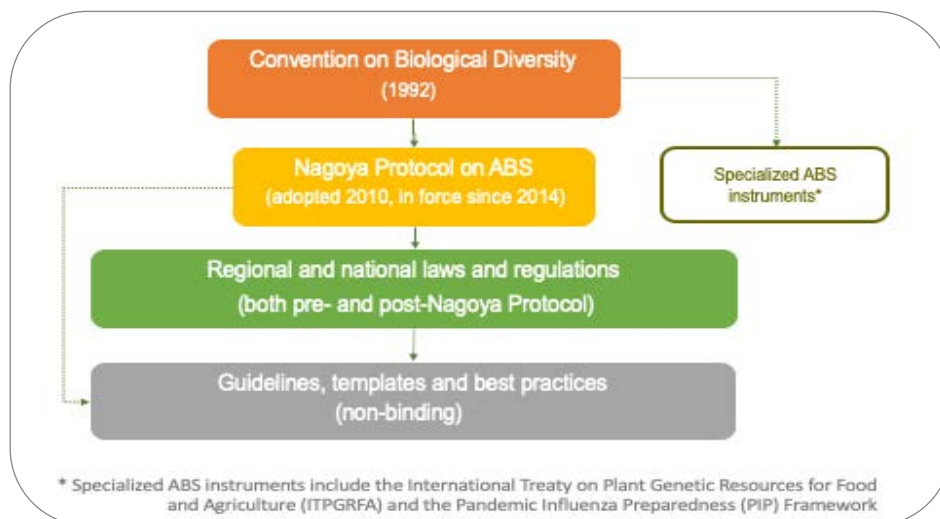 Convention on Biological Diversity
(1992)
Nagoya Protocol on ABS
(adopted 2010, in force since 2014)
Specialized ABS
instruments*
Regional and national laws and regulations
(both pre- and post-Nagoya Protocol)
Guidelines, templates and best practices
(non-binding)
* Specialized ABS instruments include the International Treaty on Plant Genetic Resources for Food
and Agriculture (ITPGRFA) and the Pandemic Influenza Preparedness (PIP) Framework